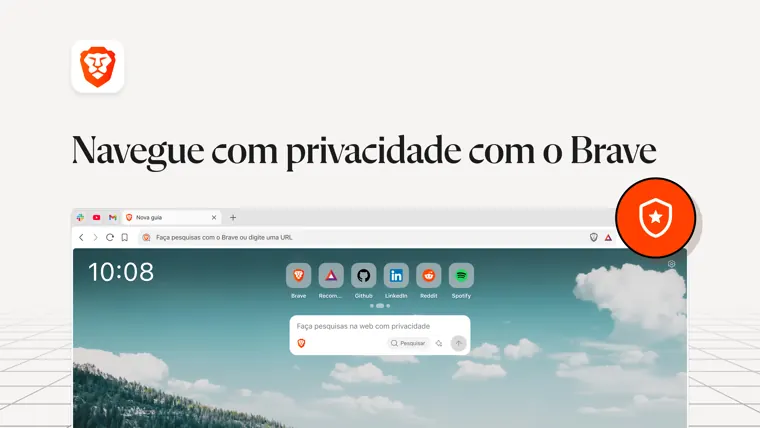 Navegue com privacidade com o Brave
Nova guia
Faça pesquisas com o Brave ou digite uma URL
10:08
Brave
Recom...
Github
LinkedIn
Reddit
Spotify
Faça pesquisas na web com privacidade
Pesquisar